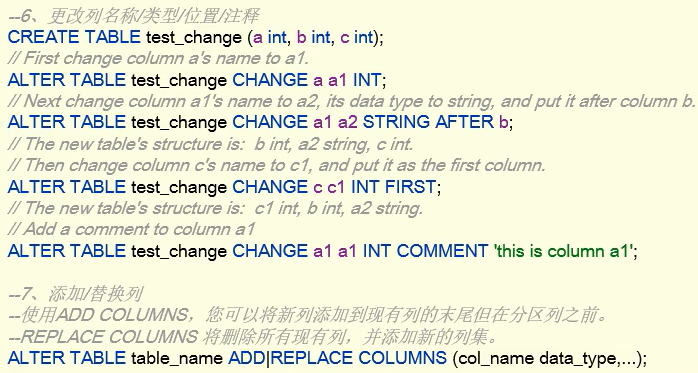 --6、更改列名称/类型/位置/注释
CREATE TABLE test_change (a int, b int, c int);
// First change column a's name to a1.
ALTER TABLE test_change CHANGE a a1 INT;
// Next change column a1's name to a2, its data type to string, and put it after column b.
ALTER TABLE test_change CHANGE a1 a2 STRING AFTER b;
// The new table's structure is:  b int, a2 string, c int.
// Then change column c's name to c1, and put it as the first column.
ALTER TABLE test_change CHANGE c c1 INT FIRST;
// The new table's structure is:  c1 int, b int, a2 string.
// Add a comment to column a1
ALTER TABLE test_change CHANGE a1 a1 INT COMMENT 'this is column a1';
--7、添加/替换列
--使用ADD COLUMNS，您可以将新列添加到现有列的末尾但在分区列之前。
--REPLACE COLUMNS 将删除所有现有列，并添加新的列集。
ALTER TABLE table_name ADD|REPLACE COLUMNS (col_name data_type,...);